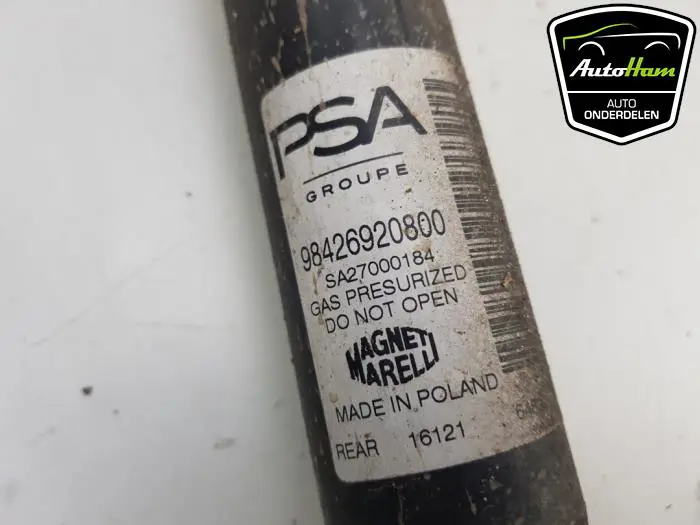 AutoHam
AUTO
ONDERDELEN
PSA
GROUPE
98426920800
SA27000184
GAS PRESURIZED
DO NOT OPEN
MAGNETI
MARELLI
MADE IN POLAND
REAR 16121